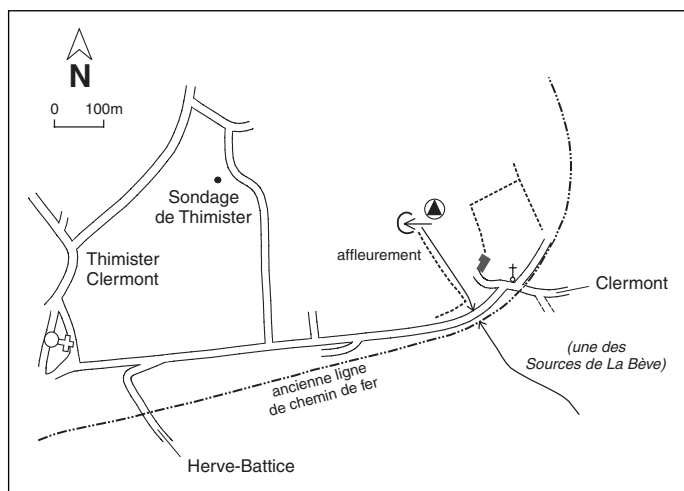 N
0 100m
Sondage
de Thimister
Thimister
Clermont
affleurement
Clermont
(une des
Sources de La Bève)
ancienne ligne
de chemin de fer
Herve-Battice